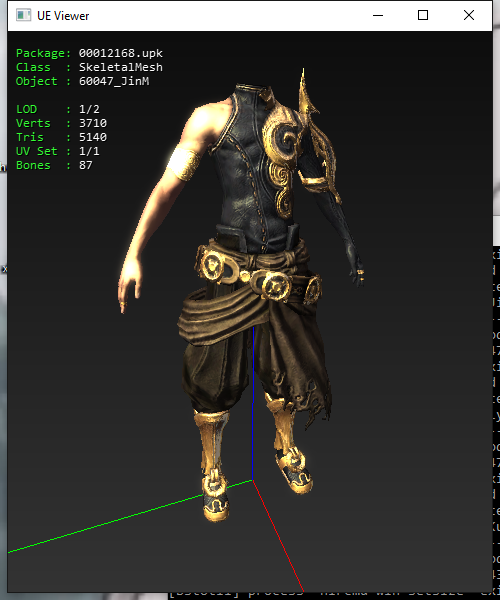 UE Viewer
Package: 00012168.upk
Class : SkeletalMesh
Object : 60047_JinM
LOD : 1/2
Verts : 3710
Tris : 5140
UV Set : 1/1
Bones : 87